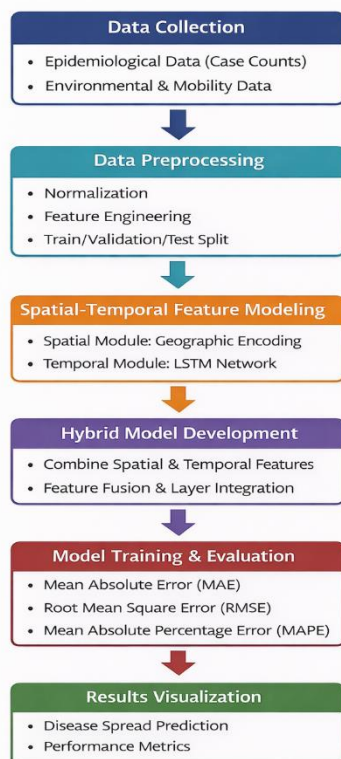 Data Collection
• Epidemiological Data (Case Counts)
• Environmental & Mobility Data
Data Preprocessing
• Normalization
• Feature Engineering
• Train/Validation/Test Split
Spatial-Temporal Feature Modeling
• Spatial Module: Geographic Encoding
• Temporal Module: LSTM Network
Hybrid Model Development
• Combine Spatial & Temporal Features
• Feature Fusion & Layer Integration
Model Training & Evaluation
• Mean Absolute Error (MAE)
• Root Mean Square Error (RMSE)
• Mean Absolute Percentage Error (MAPE)
Results Visualization
• Disease Spread Prediction
• Performance Metrics